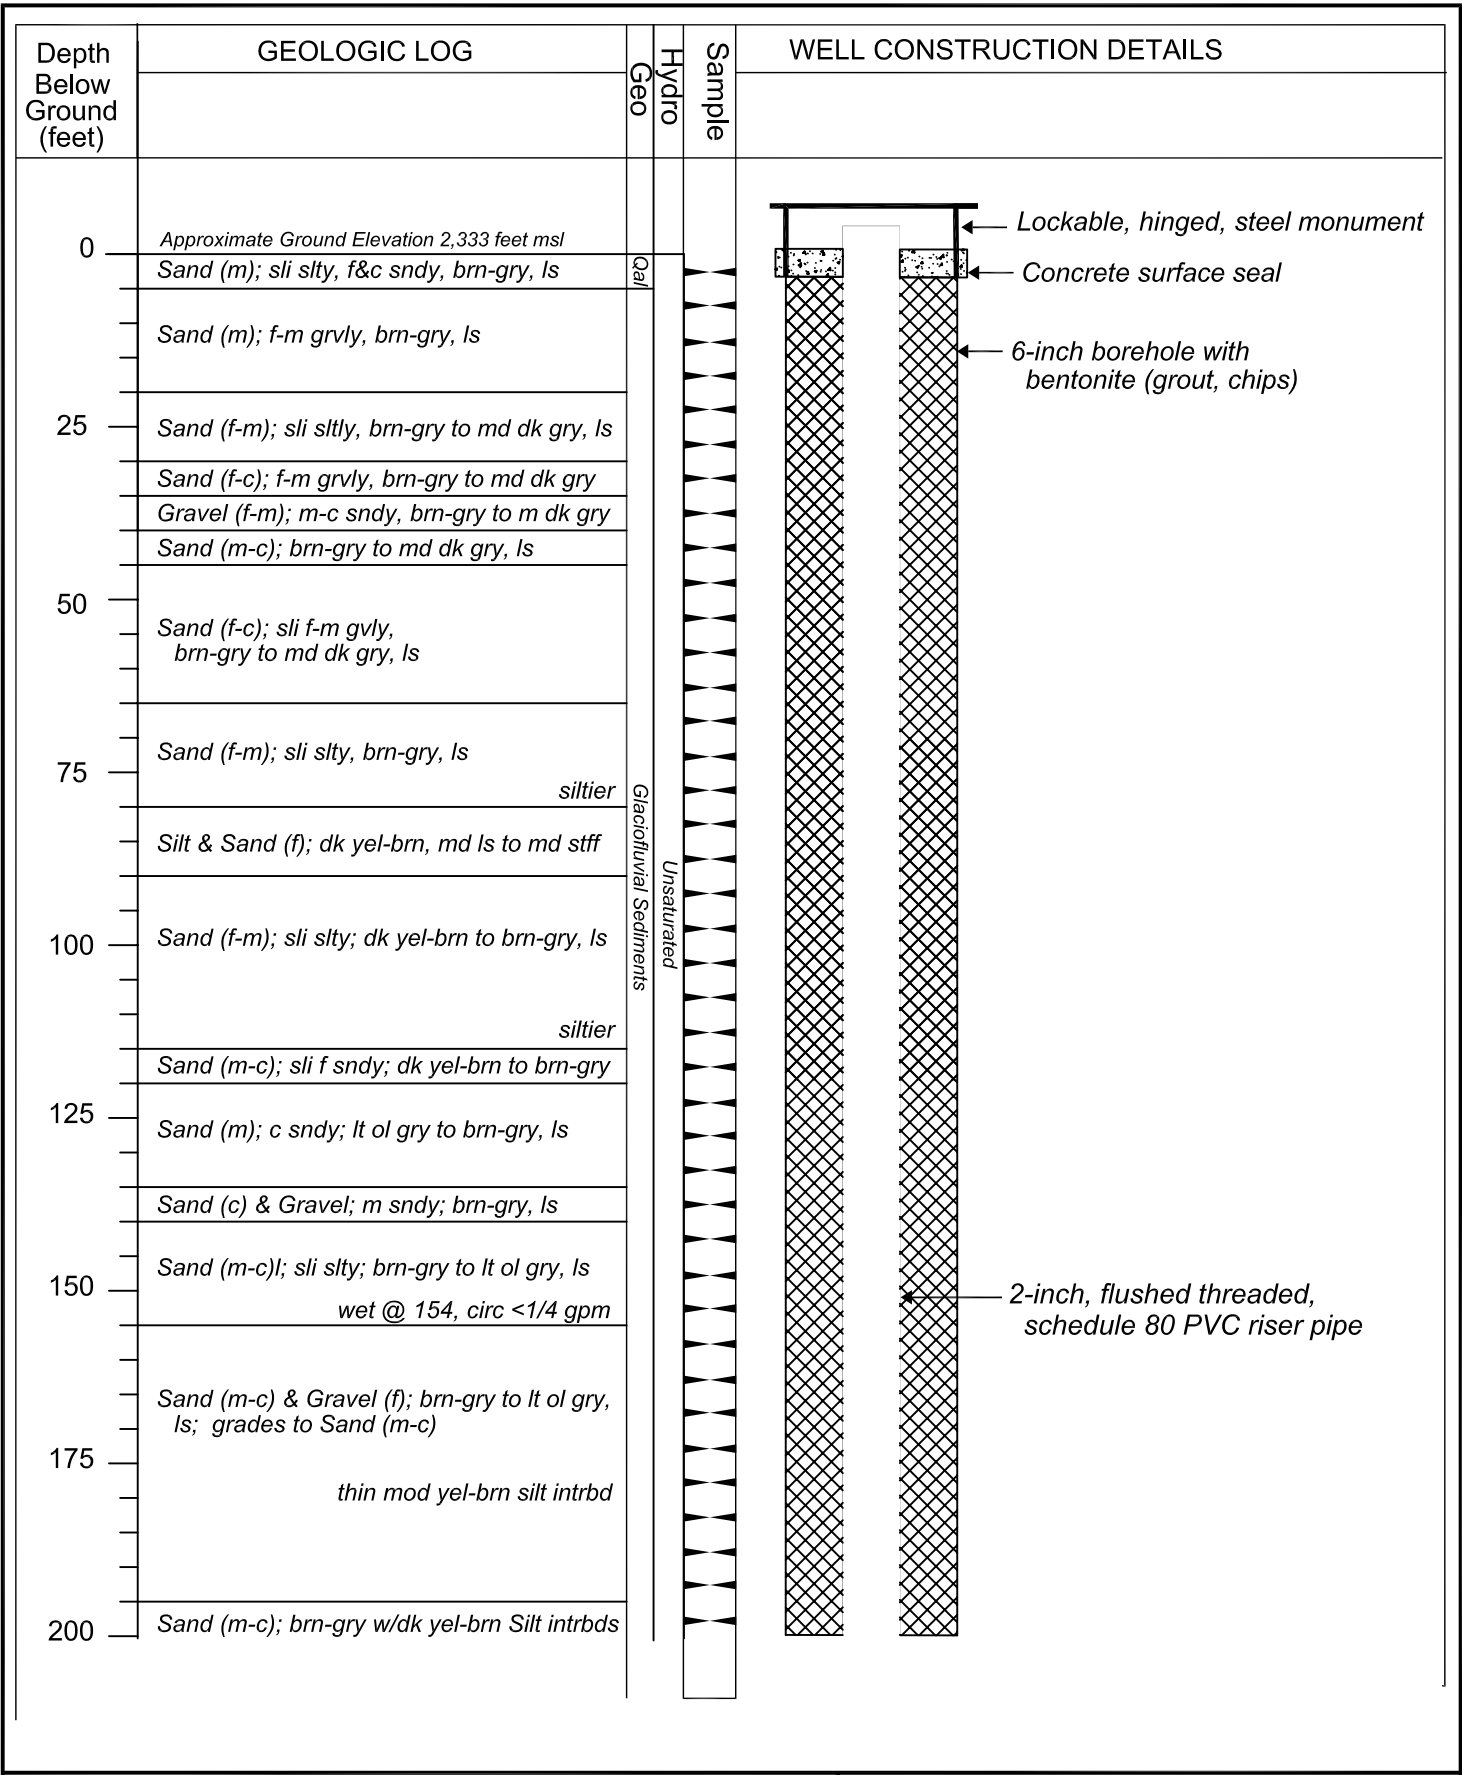 Depth
Below
Ground
(feet)
GEOLOGIC LOG
Geo
Hydro
Sample
WELL CONSTRUCTION DETAILS
Approximate Ground Elevation 2,333 feet msl
0
Sand (m); sli slty, f&c sndy, brn-gry, ls
Qal
Lockable, hinged, steel monument
Concrete surface seal
Sand (m); f-m grvly, brn-gry, ls
6-inch borehole with
bentonite (grout, chips)
25
Sand (f-m); sli sltly, brn-gry to md dk gry, ls
Sand (f-c); f-m grvly, brn-gry to md dk gry
Gravel (f-m); m-c sndy, brn-gry to m dk gry
Sand (m-c); brn-gry to md dk gry, ls
50
Sand (f-c); sli f-m gvly,
brn-gry to md dk gry, ls
Sand (f-m); sli slty, brn-gry, ls
75
siltier
Silt & Sand (f); dk yel-brn, md ls to md stff
Glaciofluvial Sediments
Unsaturated
100
Sand (f-m); sli slty; dk yel-brn to brn-gry, ls
siltier
Sand (m-c); sli f sndy; dk yel-brn to brn-gry
125
Sand (m); c sndy; lt ol gry to brn-gry, ls
Sand (c) & Gravel; m sndy; brn-gry, ls
Sand (m-c)l; sli slty; brn-gry to lt ol gry, ls
150
wet @ 154, circ <1/4 gpm
2-inch, flushed threaded,
schedule 80 PVC riser pipe
Sand (m-c) & Gravel (f); brn-gry to lt ol gry,
ls; grades to Sand (m-c)
175
thin mod yel-brn silt intrbd
200
Sand (m-c); brn-gry w/dk yel-brn Silt intrbds